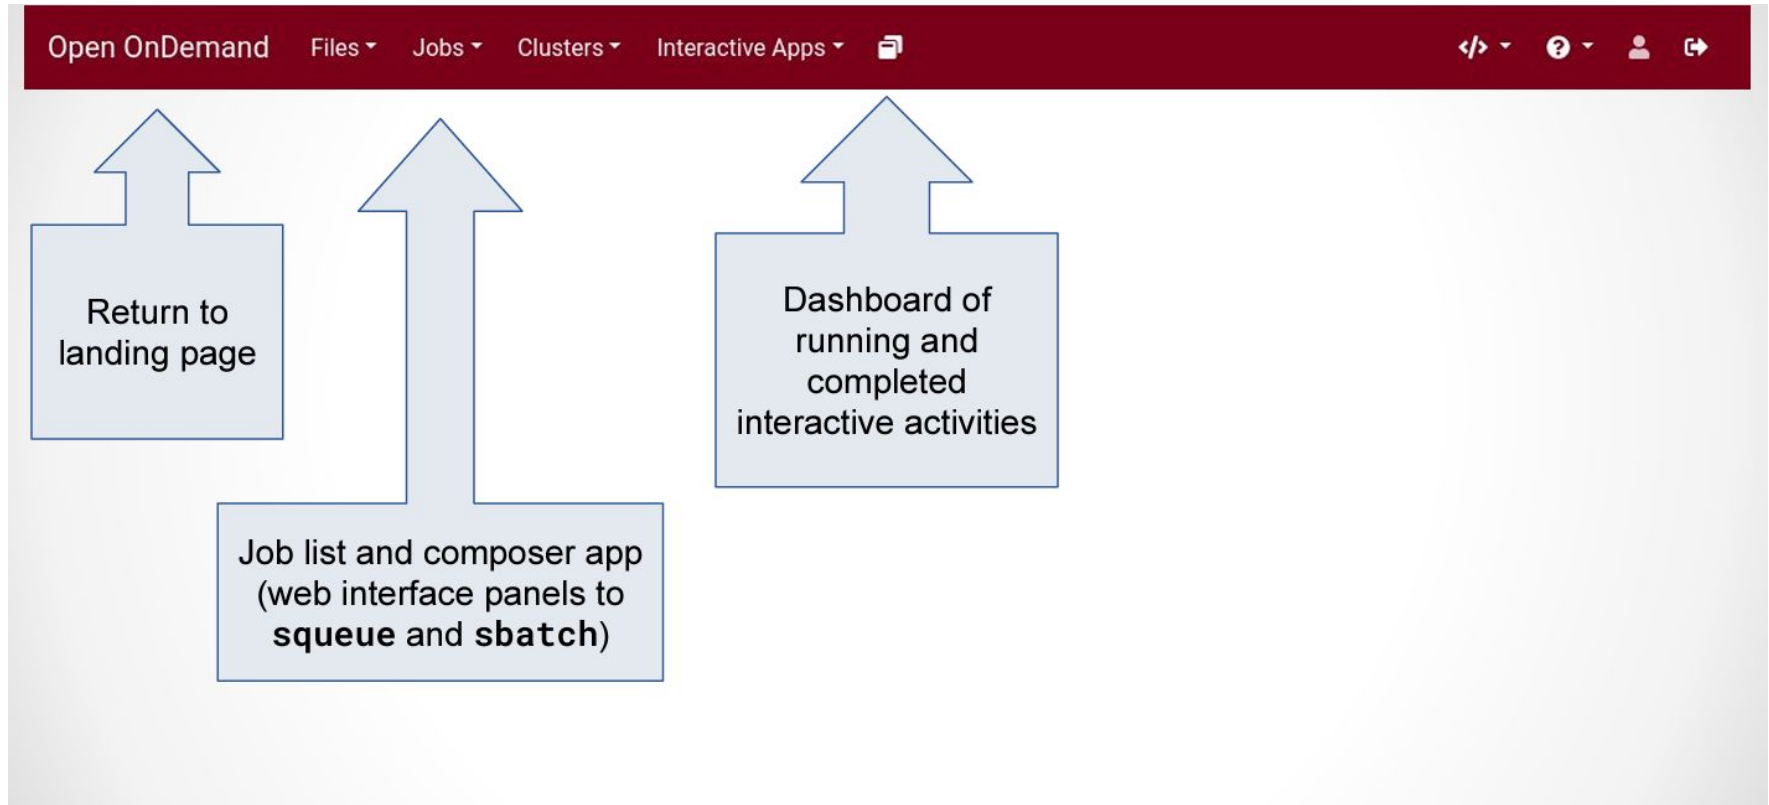 Open OnDemand Files Jobs Clusters Interactive Apps </>
Return to
landing page
Dashboard of
running and
completed
interactive activities
Job list and composer app
(web interface panels to
squeue and sbatch)